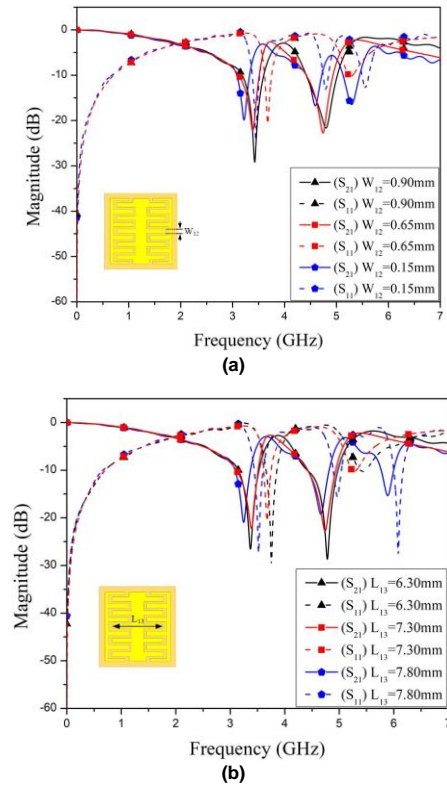 0
-10
-20
-30
-40
-50
-60
Magnitude (dB)
W12
(S21) W12=0.90mm
(S11) W12=0.90mm
(S21) W12=0.65mm
(S11) W12=0.65mm
(S21) W12=0.15mm
(S11) W12=0.15mm
0 1 2 3 4 5 6 7
Frequency (GHz)
(a)
0
-10
-20
-30
-40
-50
-60
Magnitude (dB)
L13
(S21) L13=6.30mm
(S11) L13=6.30mm
(S21) L13=7.30mm
(S11) L13=7.30mm
(S21) L13=7.80mm
(S11) L13=7.80mm
0 1 2 3 4 5 6 7
Frequency (GHz)
(b)